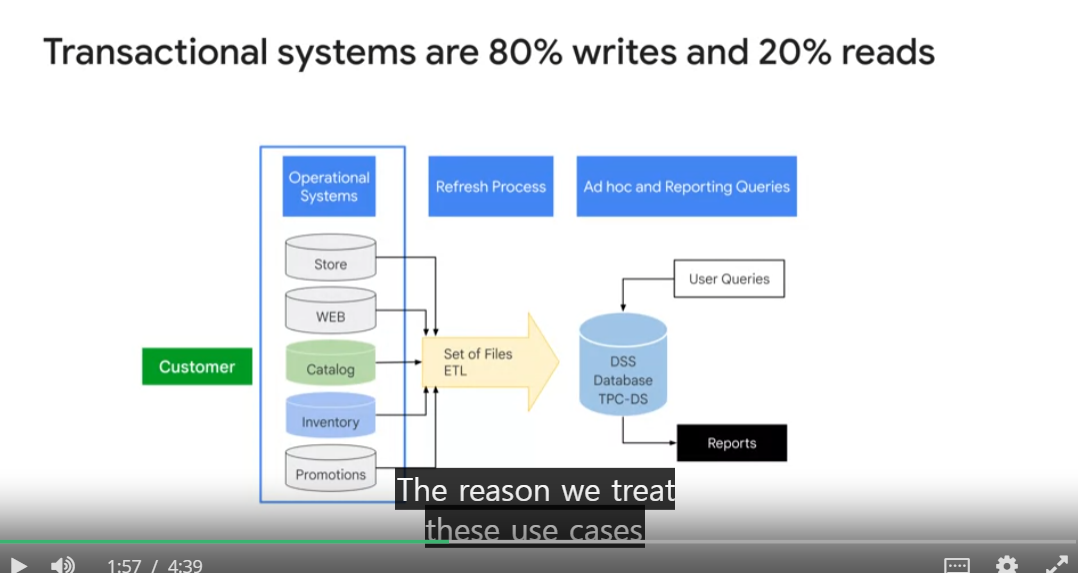 Transactional systems are 80% writes and 20% reads
Operational
Systems
Refresh Process
Ad hoc and Reporting Queries
Store
WEB
Catalog
Inventory
Promotions
Customer
Set of Files
ETL
User Queries
DSS
Database
TPC-DS
Reports
The reason we treat
these use cases
1:57 / 4:39